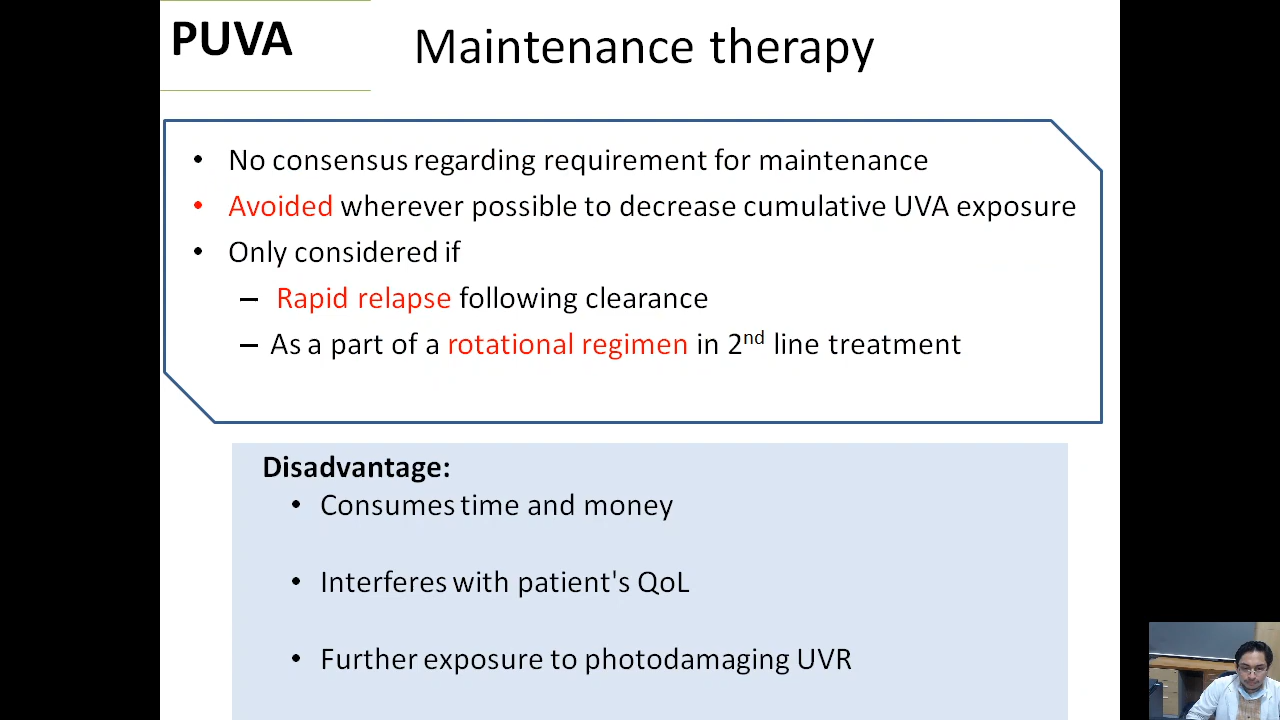 PUVA
Maintenance therapy
• No consensus regarding requirement for maintenance
• Avoided wherever possible to decrease cumulative UVA exposure
• Only considered if
– Rapid relapse following clearance
– As a part of a rotational regimen in 2nd line treatment
Disadvantage:
• Consumes time and money
• Interferes with patient's QoL
• Further exposure to photodamaging UVR